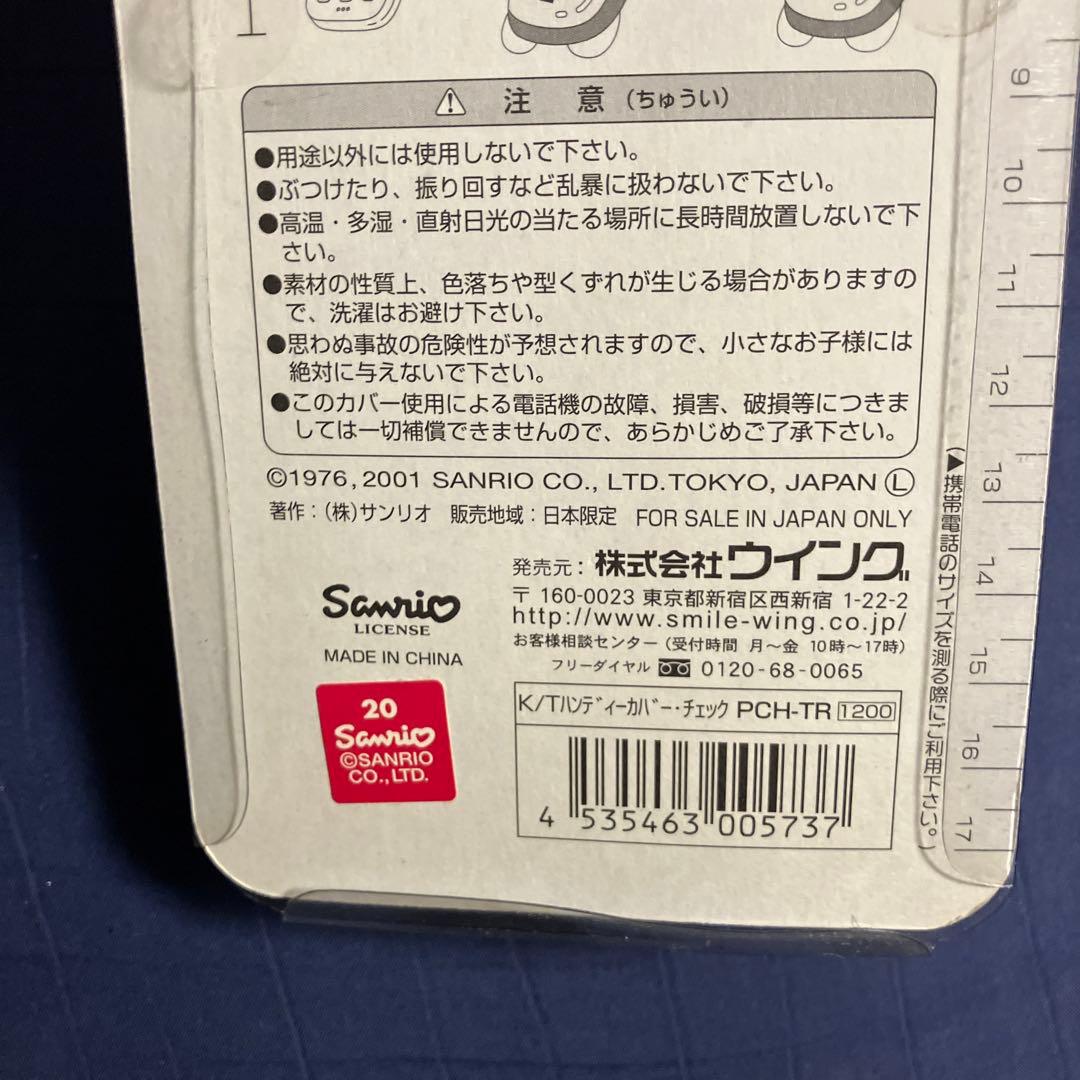 ⚠ 注 意 (ちゅうい)
●用途以外には使用しないで下さい。
●ぶつけたり、振り回すなど乱暴に扱わないで下さい。
●高温・多湿・直射日光の当たる場所に長時間放置しないで下
さい。
●素材の性質上、色落ちや型くずれが生じる場合がありますの
で、洗濯はお避け下さい。
●思わぬ事故の危険性が予想されますので、小さなお子様には
絶対に与えないで下さい。
●このカバー使用による電話機の故障、損害、破損等につきま
しては一切補償できませんので、あらかじめご了承下さい。
©1976, 2001 SANRIO CO., LTD. TOKYO, JAPAN Ⓛ
著作：(株)サンリオ 販売地域：日本限定 FOR SALE IN JAPAN ONLY
発売元：株式会社ウイング
〒 160-0023 東京都新宿区西新宿 1-22-2
http://www.smile-wing.co.jp/
お客様相談センター (受付時間 月～金 10時～17時)
フリーダイヤル 0120-68-0065
Sanrio
LICENSE
MADE IN CHINA
20
Sanrio
©SANRIO
CO., LTD.
K/Tﾊﾝﾃﾞｨｰｶﾊﾞｰ・ﾁｪｯｸ PCH-TR 1200
4 535463 005737
9
10
11
12
13
14
15
16
17
(▲携帯電話のサイズを測る際にご利用下さい。)